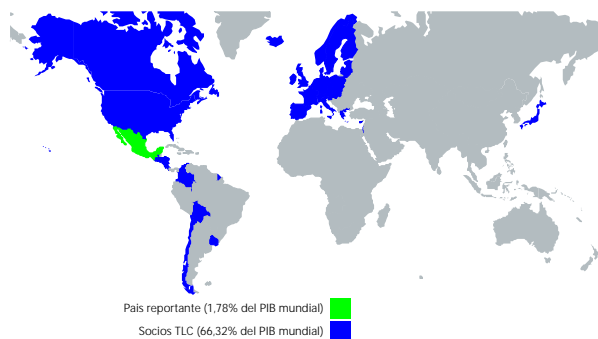 Pais reportante (1,78% del PIB mundial)
Socios TLC (66,32% del PIB mundial)